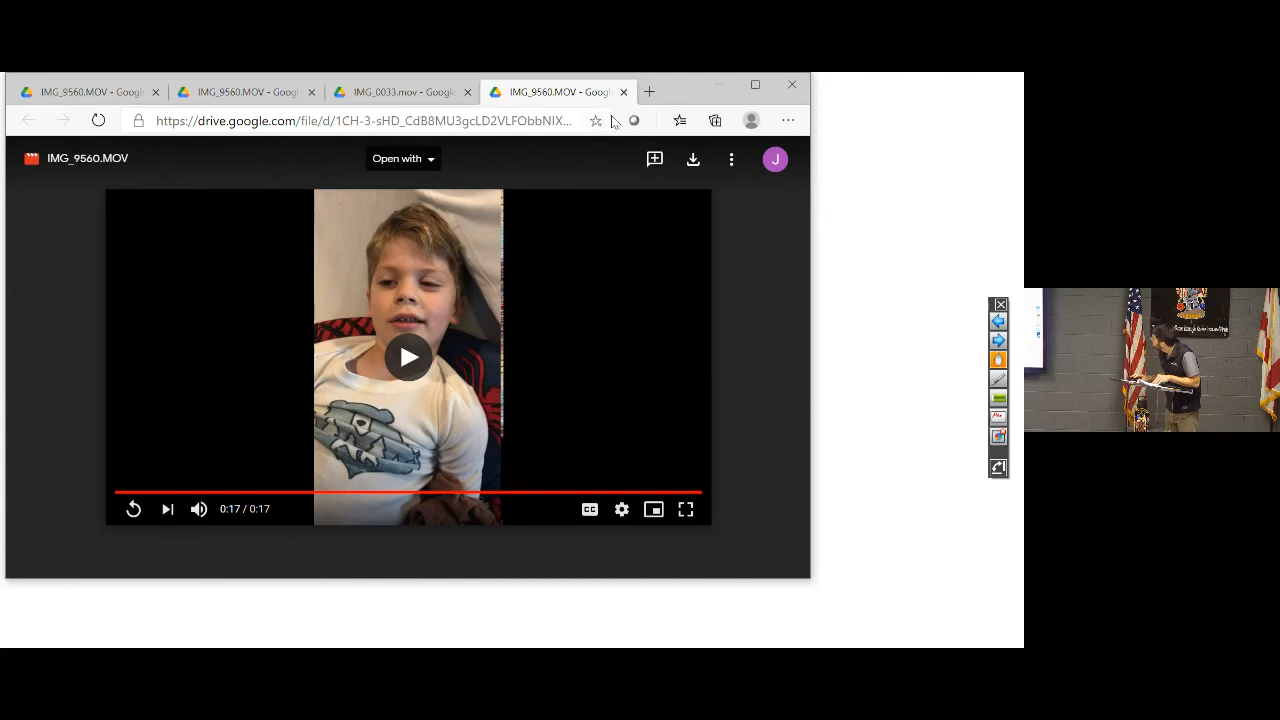 IMG_9560.MOV - Googl
IMG_9560.MOV - Googl
IMG_0033.mov - Googl
IMG_9560.MOV - Googl
https://drive.google.com/file/d/1CH-3-sHD_CdB8MU3gcLD2VLFObbNIX...
IMG_9560.MOV
Open with
J
0:17 / 0:17
CC